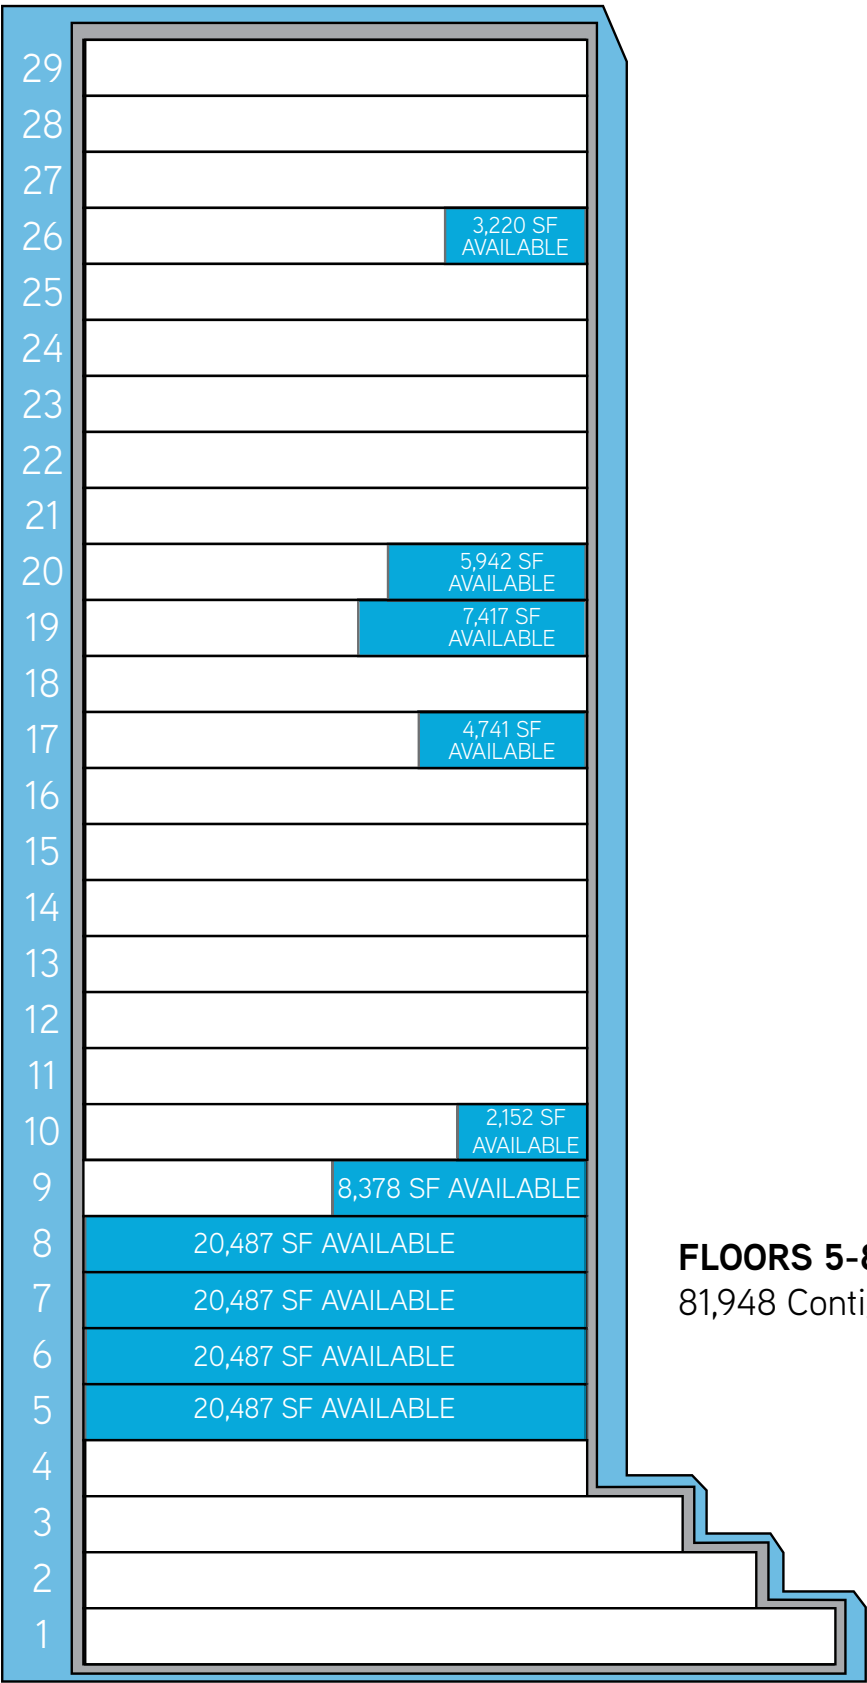 29
28
27
26
3,220 SF
AVAILABLE
25
24
23
22
21
20
5,942 SF
AVAILABLE
19
7,417 SF
AVAILABLE
18
17
4,741 SF
AVAILABLE
16
15
14
13
12
11
10
2,152 SF
AVAILABLE
9
8,378 SF AVAILABLE
8
20,487 SF AVAILABLE
7
20,487 SF AVAILABLE
6
20,487 SF AVAILABLE
5
20,487 SF AVAILABLE
FLOORS 5-8
81,948 Conti
4
3
2
1